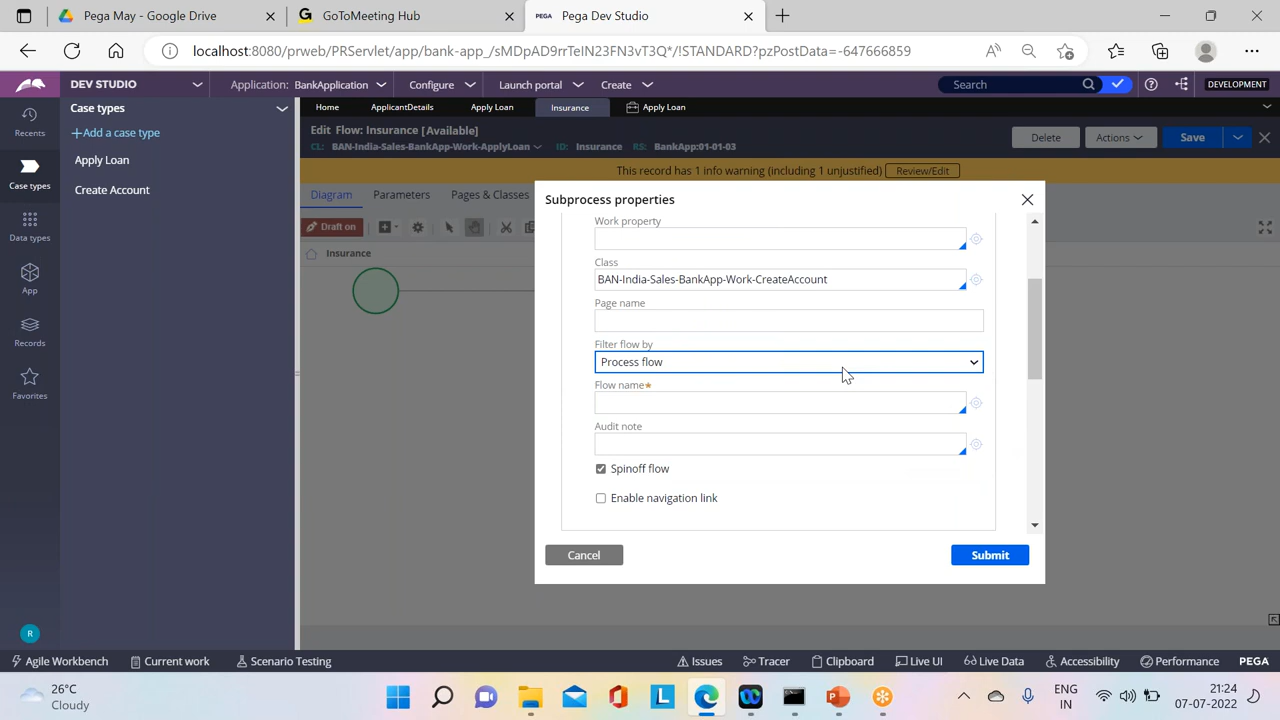 Pega May - Google Drive
GoToMeeting Hub
PEGA Pega Dev Studio
localhost:8080/prweb/PRServlet/app/bank-app_/sMDpAD9rrTeIN23FN3vT3Q*/!STANDARD?pzPostData=-647666859
DEV STUDIO
Application: BankApplication
Configure
Launch portal
Create
Search
DEVELOPMENT
Recents
Case types
Data types
App
Records
Favorites
R
Case types
+Add a case type
Apply Loan
Create Account
Home
ApplicantDetails
Apply Loan
Insurance
Apply Loan
Edit Flow: Insurance [Available]
CL: BAN-India-Sales-BankApp-Work-ApplyLoan ID: Insurance RS: BankApp:01-01-03
Delete
Actions
Save
This record has 1 info warning (including 1 unjustified) Review/Edit
Diagram
Parameters
Pages & Classes
Draft on
Insurance
Subprocess properties
Work property
Class
BAN-India-Sales-BankApp-Work-CreateAccount
Page name
Filter flow by
Process flow
Flow name★
Audit note
Spinoff flow
Enable navigation link
Cancel
Submit
Agile Workbench
Current work
Scenario Testing
Issues
Tracer
Clipboard
Live UI
Live Data
Accessibility
Performance
PEGA
26°C
Cloudy
L
ENG
IN
21:24
07-07-2022